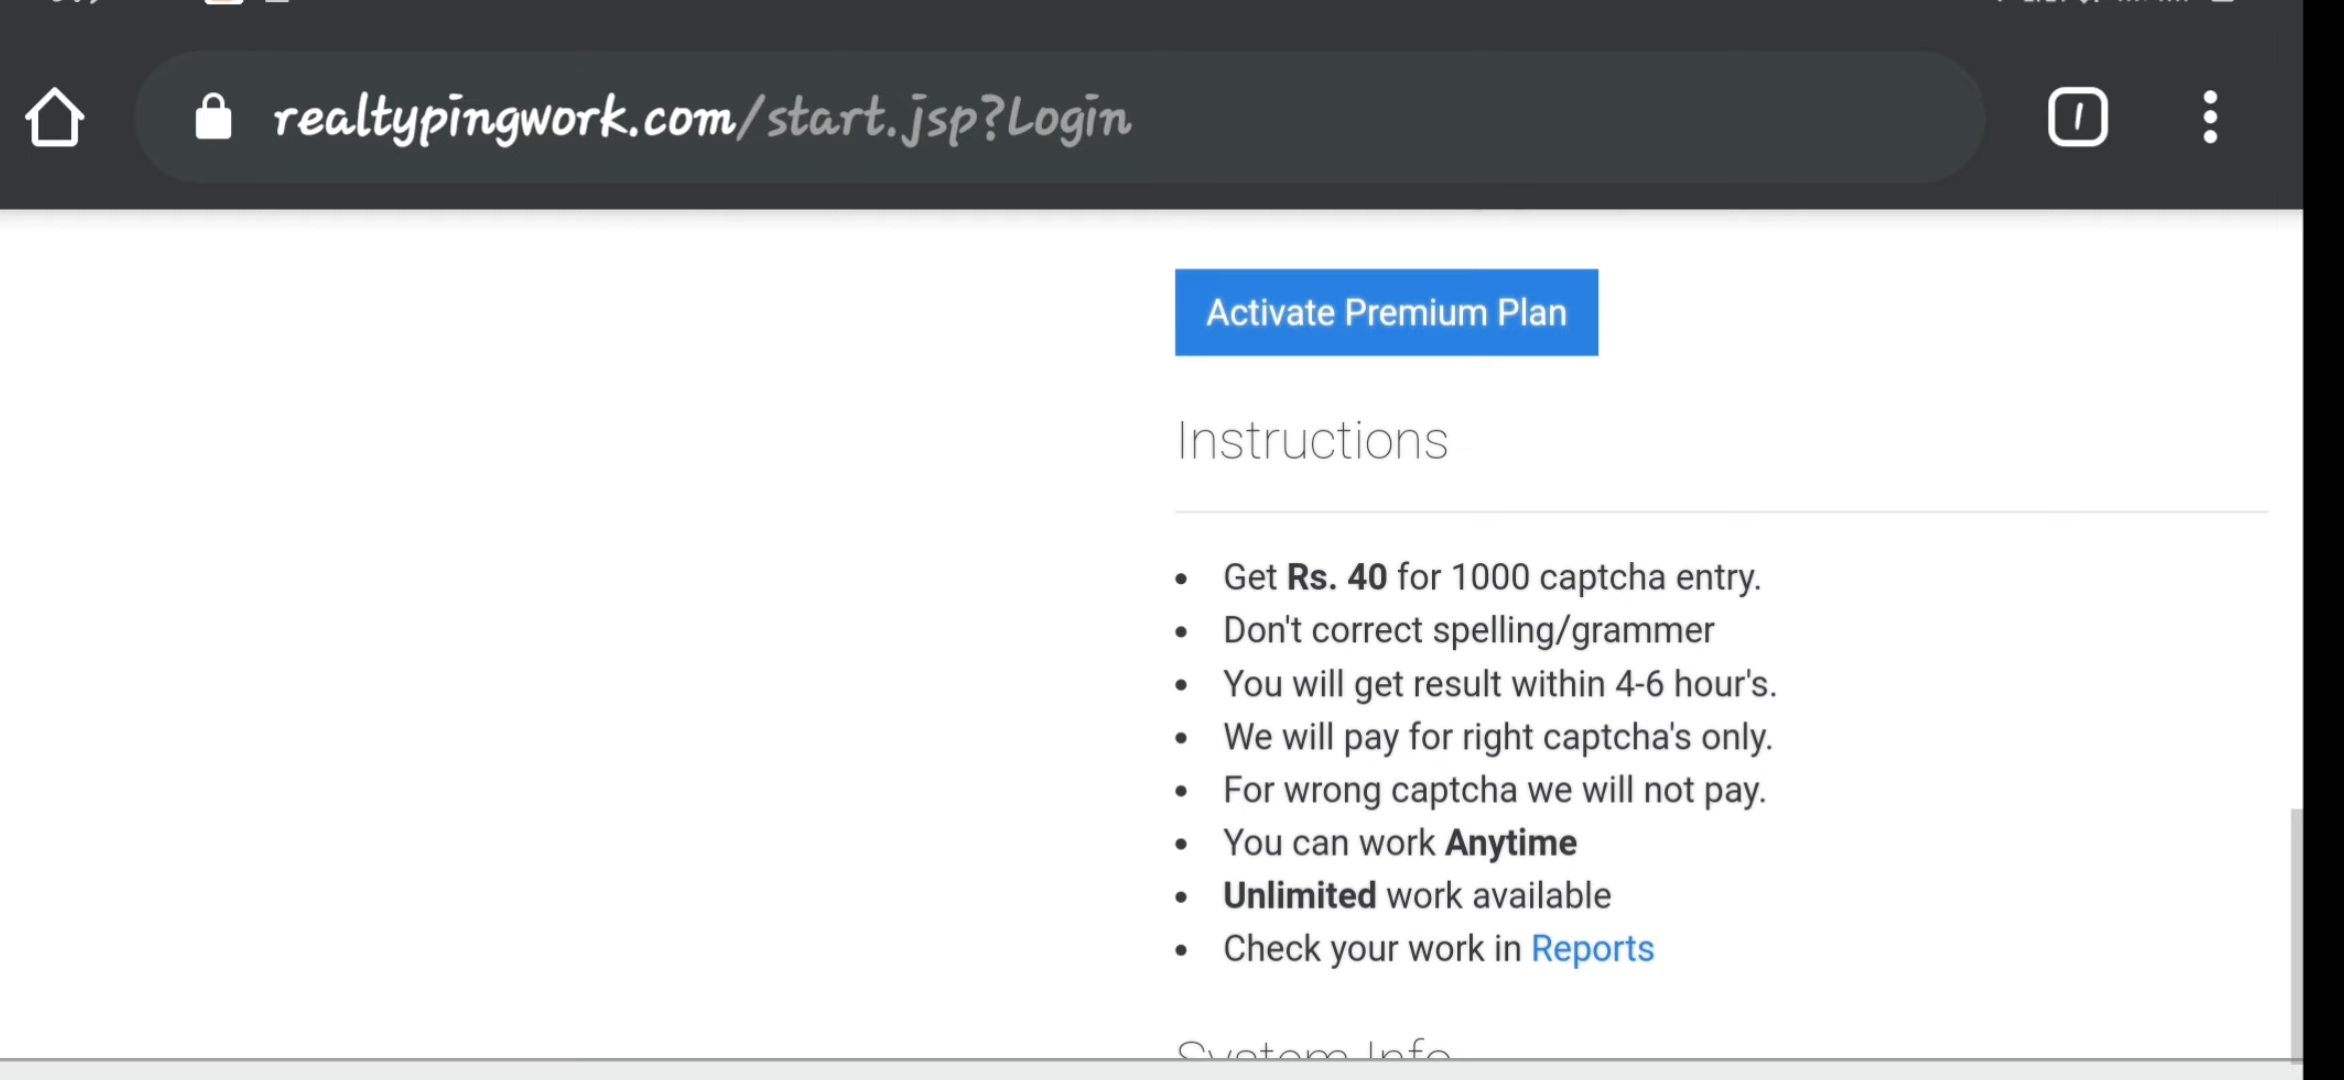 realtypingwork.com/start.jsp?Login
Activate Premium Plan
Instructions
Get Rs. 40 for 1000 captcha entry.
Don't correct spelling/grammer
You will get result within 4-6 hour's.
We will pay for right captcha's only.
For wrong captcha we will not pay.
You can work Anytime
Unlimited work available
Check your work in Reports
System Info